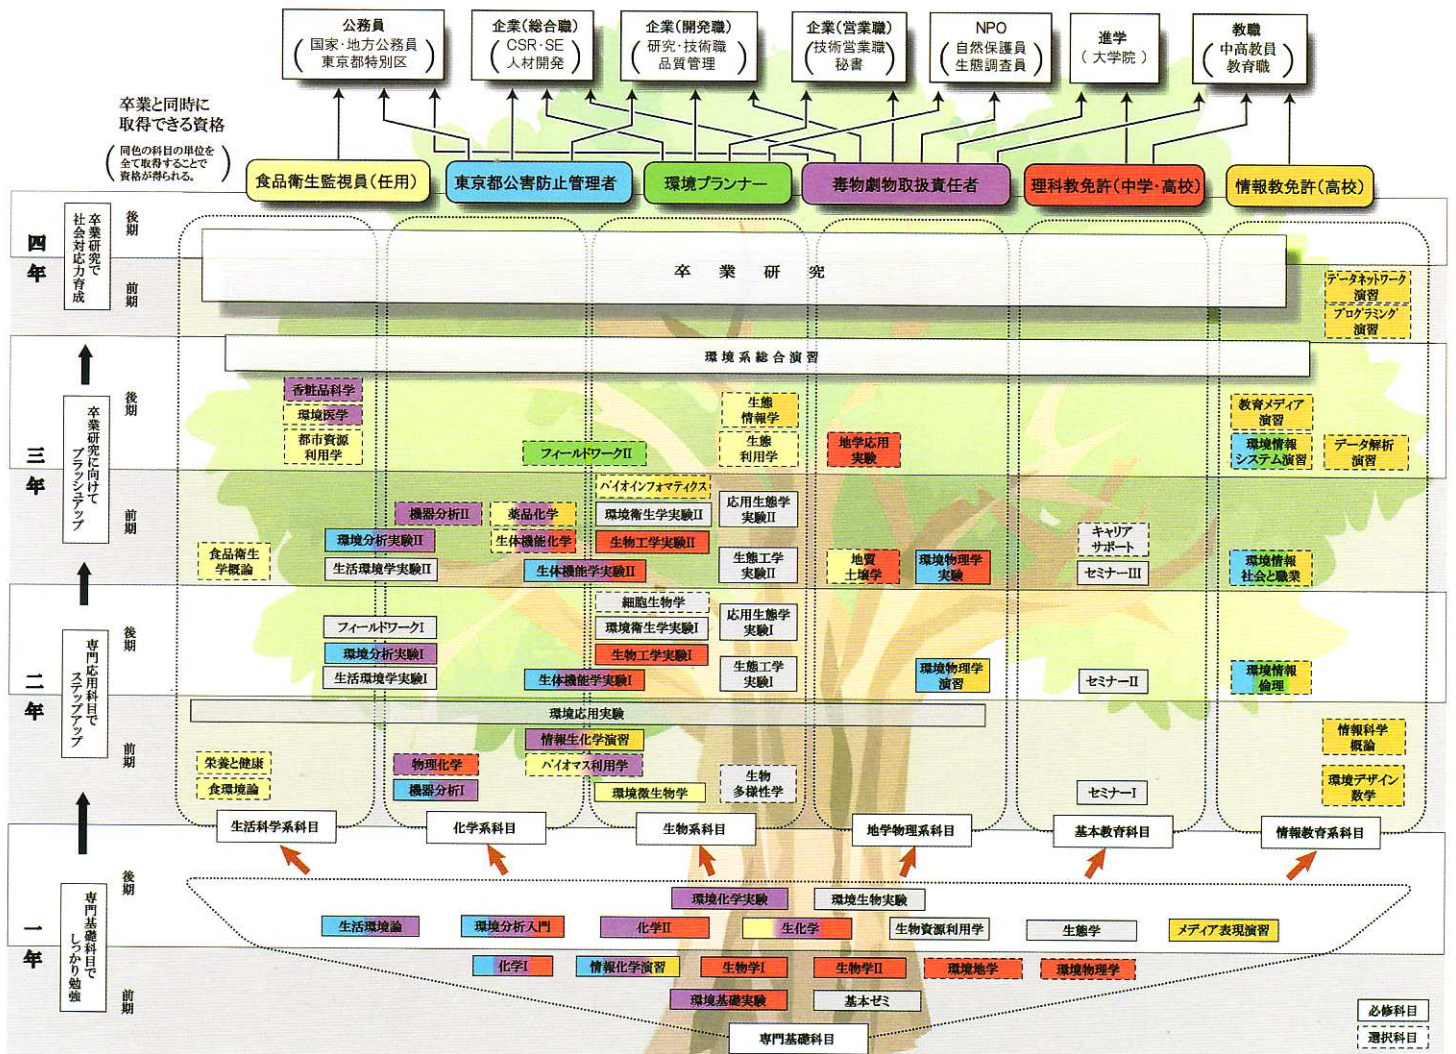 公務員
(国家・地方公務員
東京都特別区)
企業(総合職)
(CSR・SE
人材開発)
企業(開発職)
(研究・技術職
品質管理)
企業(営業職)
(技術営業職
秘書)
NPO
(自然保護員
生態調査員)
進学
(大学院)
教職
(中高教員
教育職)
卒業と同時に
取得できる資格
(同色の科目の単位を
全て取得することで
資格が得られる。)
食品衛生監視員(任用)
東京都公害防止管理者
環境プランナー
毒物劇物取扱責任者
理科教免許(中学・高校)
情報教免許(高校)
四年
卒業研究で
社会対応力育成
後期
前期
卒業研究
データネットワーク
演習
プログラミング
演習
環境系総合演習
三年
卒業研究に向けて
ブラッシュアップ
後期
前期
香粧品科学
環境医学
都市資源
利用学
フィールドワークII
生態
情報学
生態
利用学
地学応用
実験
教育メディア
演習
環境情報
システム演習
データ解析
演習
食品衛生
学概論
機器分析II
環境分析実験II
生活環境学実験II
薬品化学
生体機能化学
生体機能学実験II
バイオインフォマティクス
環境衛生学実験II
生物工学実験II
応用生態学
実験II
生態工学
実験II
地質
土壌学
環境物理学
実験
キャリア
サポート
セミナーIII
環境情報
社会と職業
二年
専門応用科目で
ステップアップ
後期
前期
フィールドワークI
環境分析実験I
生活環境学実験I
生体機能学実験I
細胞生物学
環境衛生学実験I
生物工学実験I
応用生態学
実験I
生態工学
実験I
環境物理学
演習
セミナーII
環境情報
倫理
環境応用実験
栄養と健康
食環境論
物理化学
機器分析I
情報生化学演習
バイオマス利用学
環境微生物学
生物
多様性学
セミナーI
情報科学
概論
環境デザイン
数学
生活科学系科目
化学系科目
生物系科目
地学物理系科目
基本教育科目
情報教育系科目
一年
専門基礎科目で
しっかり勉強
後期
前期
環境化学実験
環境生物実験
生活環境論
環境分析入門
化学II
生化学
生物資源利用学
生態学
メディア表現演習
化学I
情報化学演習
生物学I
生物学II
環境地学
環境物理学
環境基礎実験
基本ゼミ
専門基礎科目
必修科目
選択科目